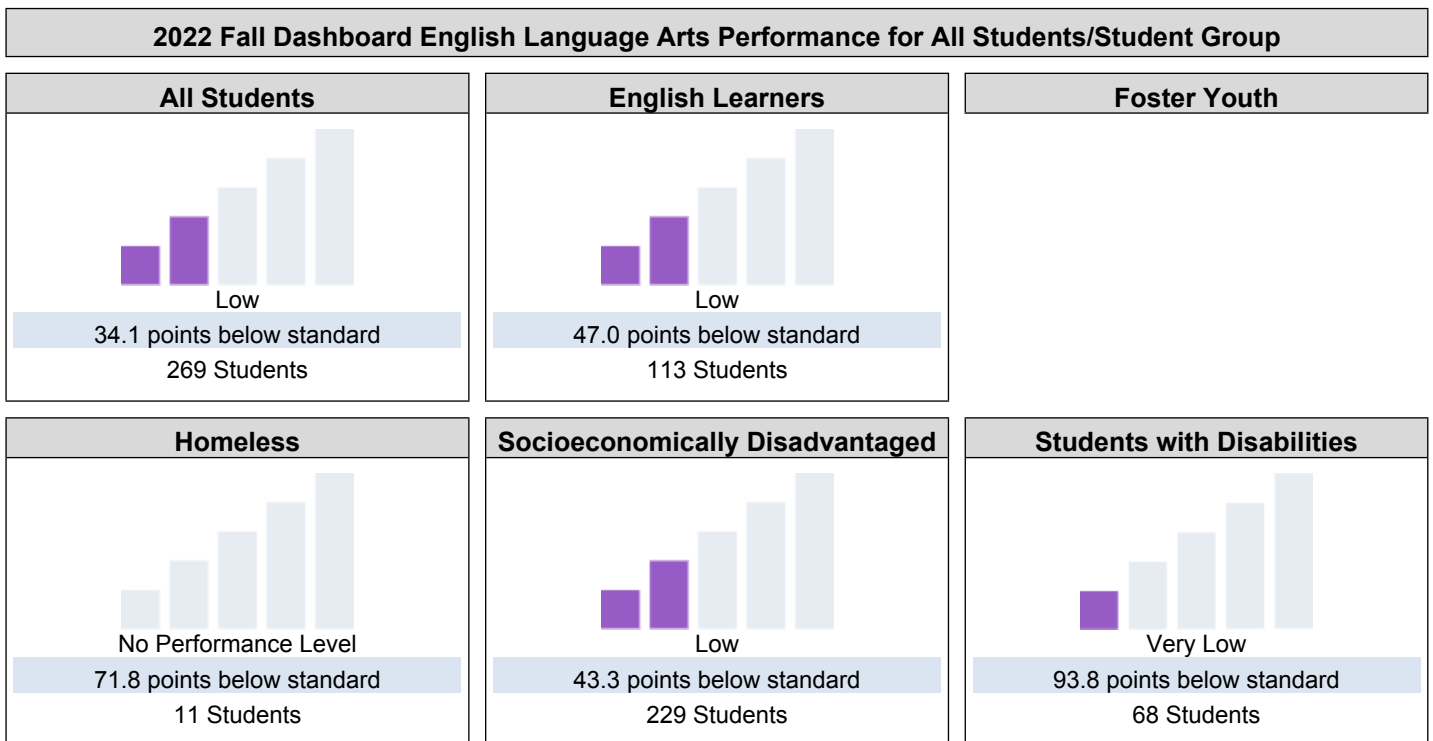 2022 Fall Dashboard English Language Arts Performance for All Students/Student Group
All Students
Low
34.1 points below standard
269 Students
English Learners
Low
47.0 points below standard
113 Students
Foster Youth
Homeless
No Performance Level
71.8 points below standard
11 Students
Socioeconomically Disadvantaged
Low
43.3 points below standard
229 Students
Students with Disabilities
Very Low
93.8 points below standard
68 Students